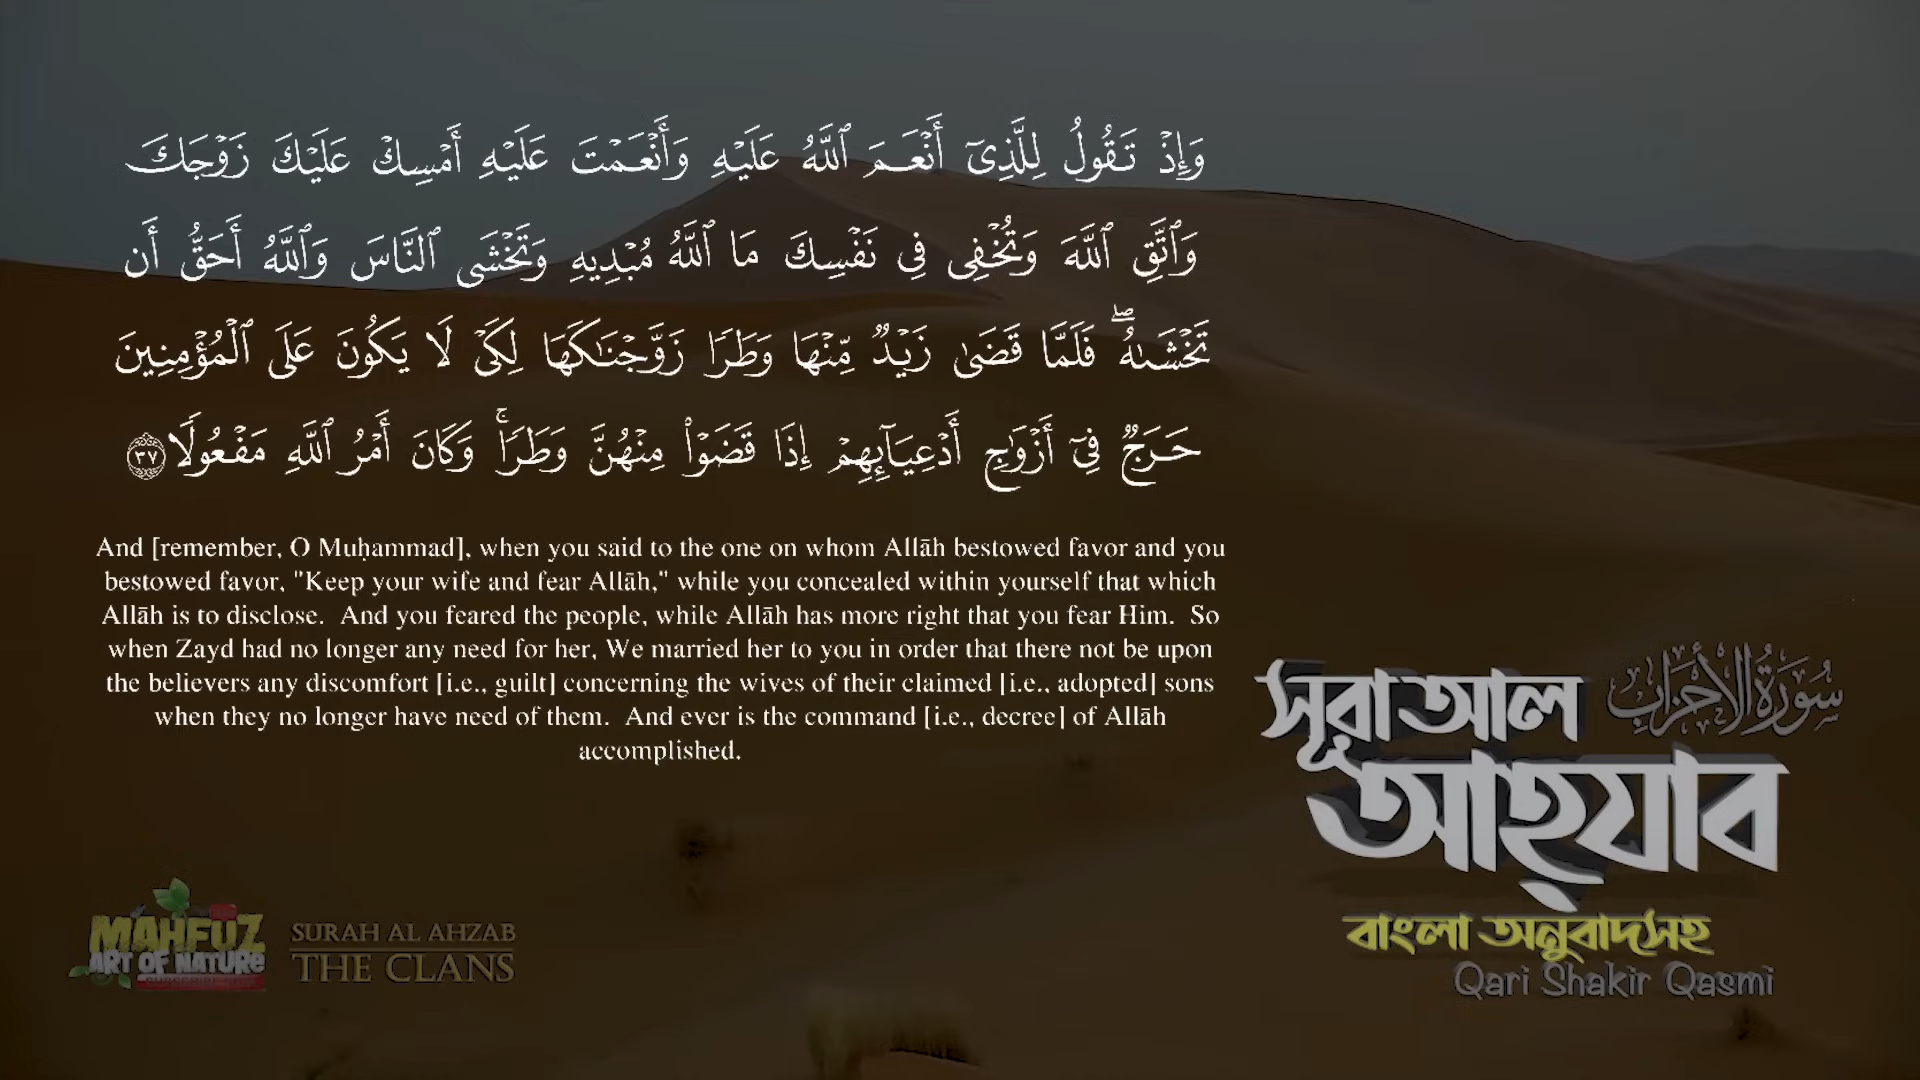 وَإِذْ تَقُولُ لِلَّذِىٓ أَنْعَمَ ٱللَّهُ عَلَيْهِ وَأَنْعَمْتَ عَلَيْهِ أَمْسِكْ عَلَيْكَ زَوْجَكَ
وَٱتَّقِ ٱللَّهَ وَتُخْفِى فِى نَفْسِكَ مَا ٱللَّهُ مُبْدِيهِ وَتَخْشَى ٱلنَّاسَ وَٱللَّهُ أَحَقُّ أَن
تَخْشَىٰهُ ۖ فَلَمَّا قَضَىٰ زَيْدٌ مِّنْهَا وَطَرًا زَوَّجْنَـٰكَهَا لِكَىْ لَا يَكُونَ عَلَى ٱلْمُؤْمِنِينَ
حَرَجٌ فِىٓ أَزْوَٰجِ أَدْعِيَآئِهِمْ إِذَا قَضَوْا۟ مِنْهُنَّ وَطَرًا ۚ وَكَانَ أَمْرُ ٱللَّهِ مَفْعُولًا ٣٧
And [remember, O Muḥammad], when you said to the one on whom Allāh bestowed favor and you
bestowed favor, "Keep your wife and fear Allāh," while you concealed within yourself that which
Allāh is to disclose.  And you feared the people, while Allāh has more right that you fear Him.  So
when Zayd had no longer any need for her, We married her to you in order that there not be upon
the believers any discomfort [i.e., guilt] concerning the wives of their claimed [i.e., adopted] sons
when they no longer have need of them.  And ever is the command [i.e., decree] of Allāh
accomplished.
সূরা আল
سُورَةُ الأَحْزَابِ
আহ্যাব
বাংলা অনুবাদসহ
Qari Shakir Qasmi
MAHFUZ
ART OF NATURe
SURAH AL AHZAB
THE CLANS